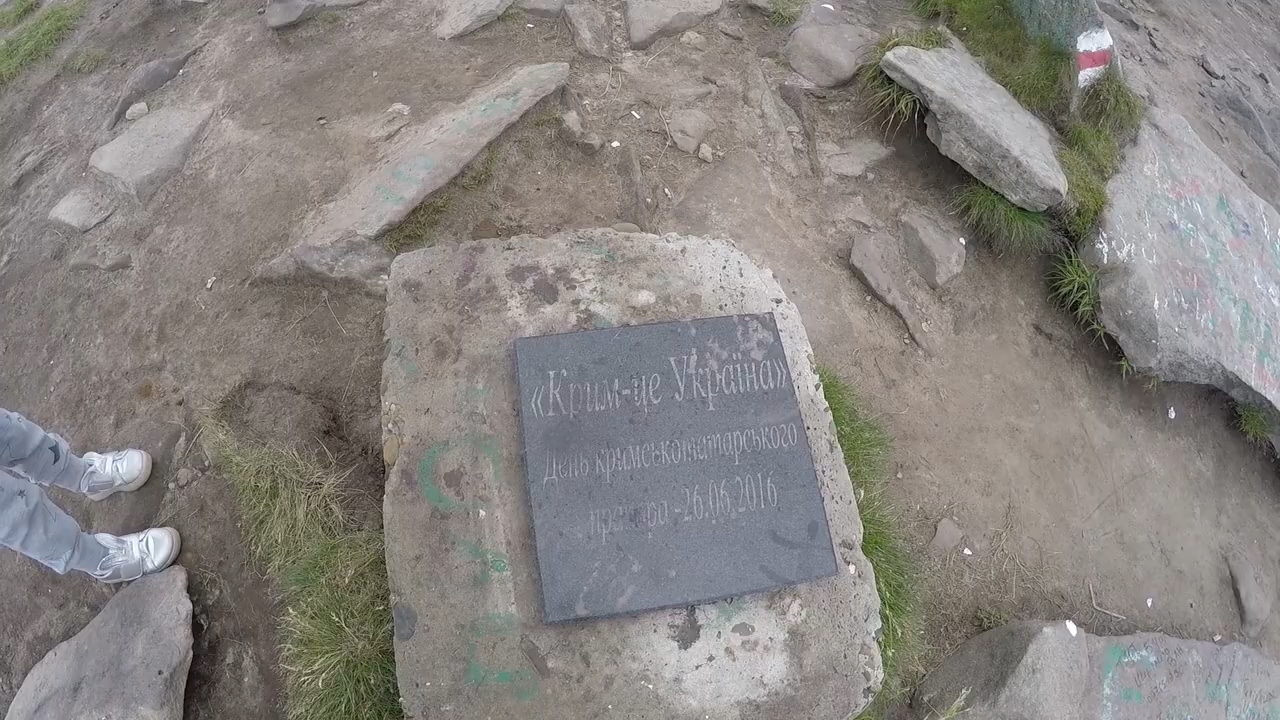 «Крим-це Україна»
День кримськотатарського
прапора -26.06.2016